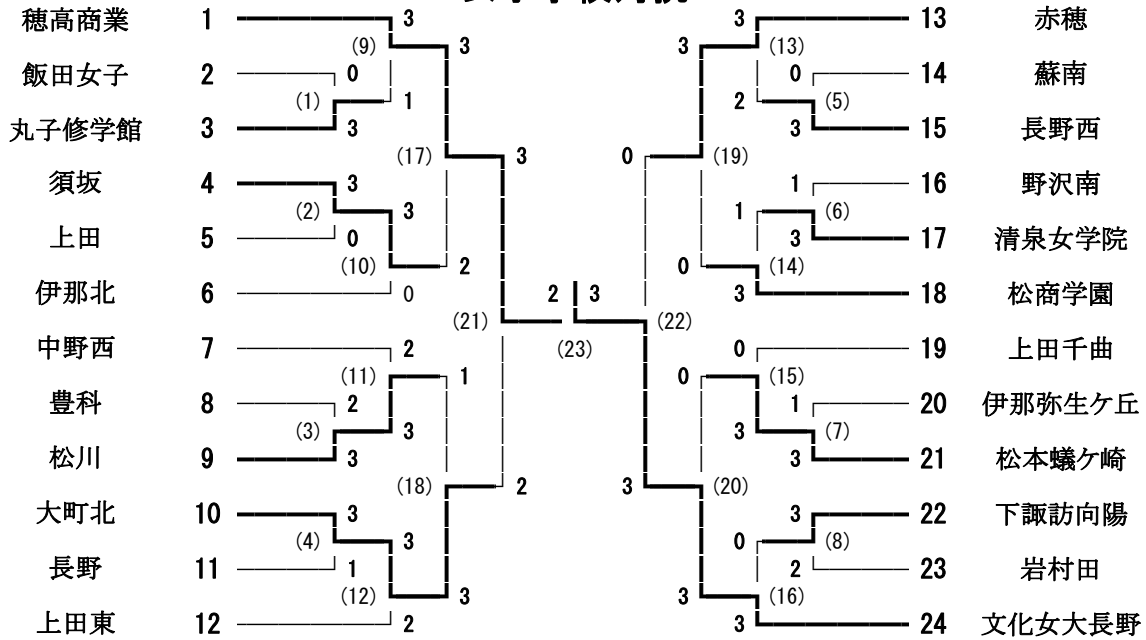 穂高商業 1 3 3 13 赤穂
(9) 3 3 (13)
飯田女子 2 0 0 14 蘇南
(1) 1 2 (5)
丸子修学館 3 3 3 15 長野西
(17) 3 0 (19)
須坂 4 3 1 16 野沢南
(2) 3 1 (6)
上田 5 0 3 17 清泉女学院
(10) 2 0 (14)
伊那北 6 0 2 3 3 18 松商学園
(21) (23) (22)
中野西 7 2 0 19 上田千曲
(11) 1 0 (15)
豊科 8 2 1 20 伊那弥生ケ丘
(3) 3 3 (7)
松川 9 3 3 21 松本蟻ケ崎
(18) 2 3 (20)
大町北 10 3 3 22 下諏訪向陽
(4) 3 0 (8)
長野 11 1 2 23 岩村田
(12) 3 3 (16)
上田東 12 2 3 24 文化女大長野